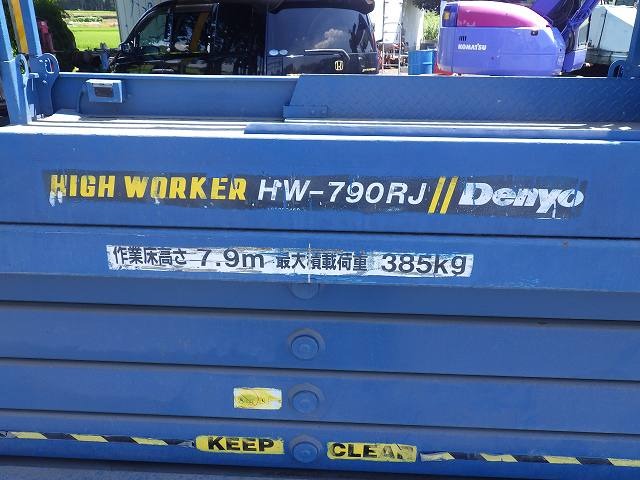 KOMATSU
HIGH WORKER HW-790RJ // Denyo
作業床高さ 7.9m 最大積載荷重 385kg
KEEP CLEAR